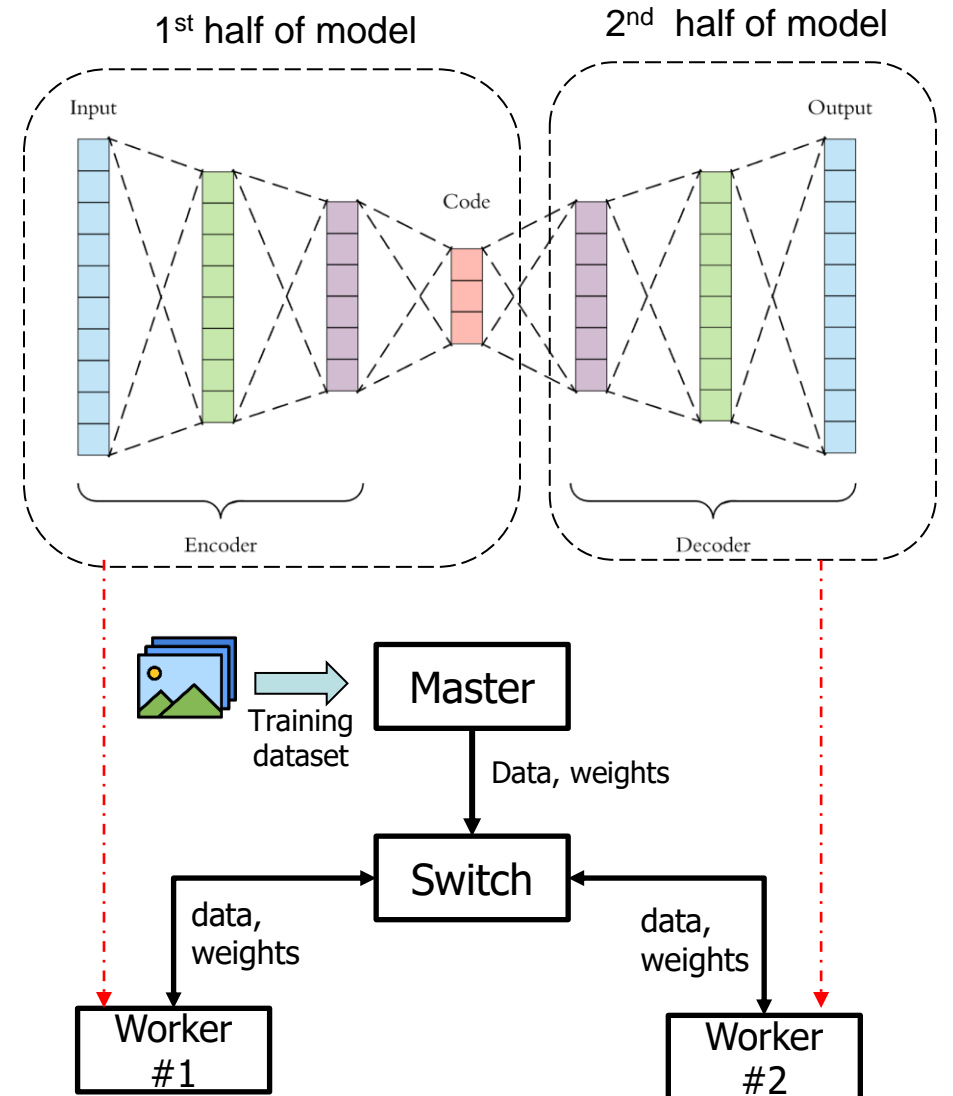 1st half of model
2nd half of model
Input
Output
Code
Encoder
Decoder
Training
dataset
Master
Data, weights
Switch
data,
weights
data,
weights
Worker
#1
Worker
#2